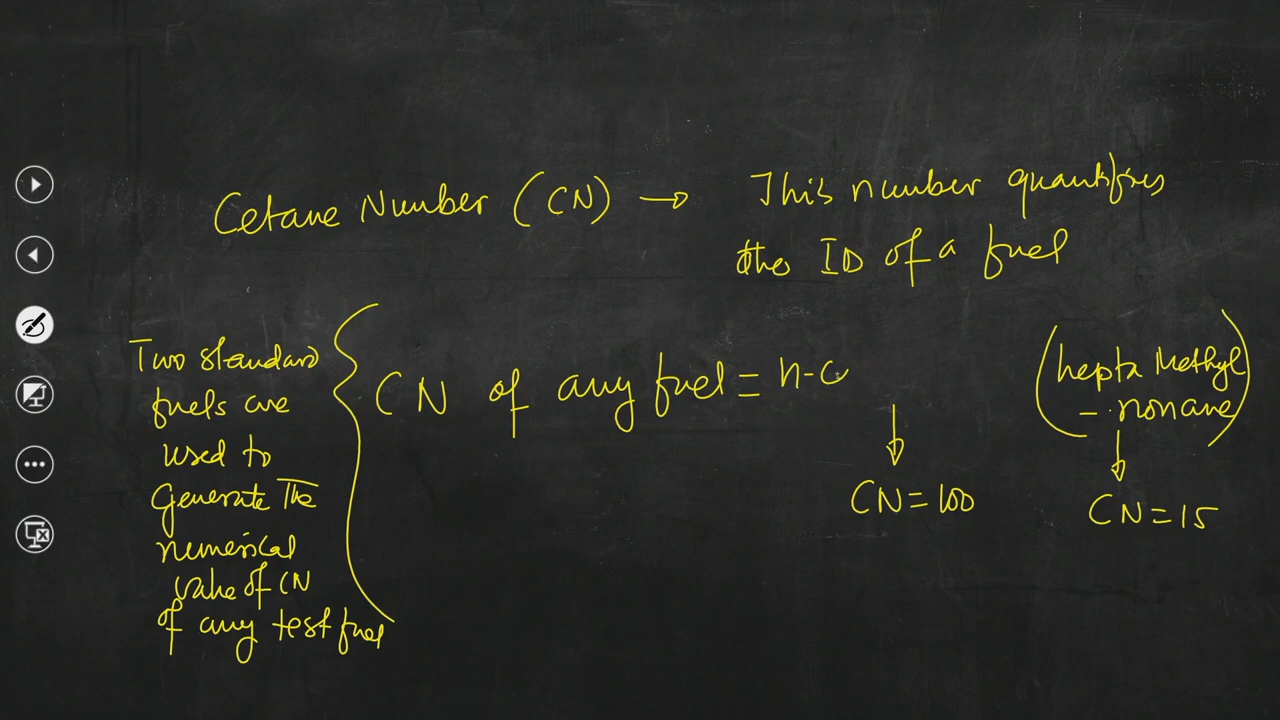 Cetane Number (CN) → This number quantifies
the ID of a fuel
Two standard
fuels are
used to
Generate The
numerical
value of CN
of any test fuel
CN of any fuel = n-c
(hepta Methyl
- nonane)
CN = 100
CN = 15